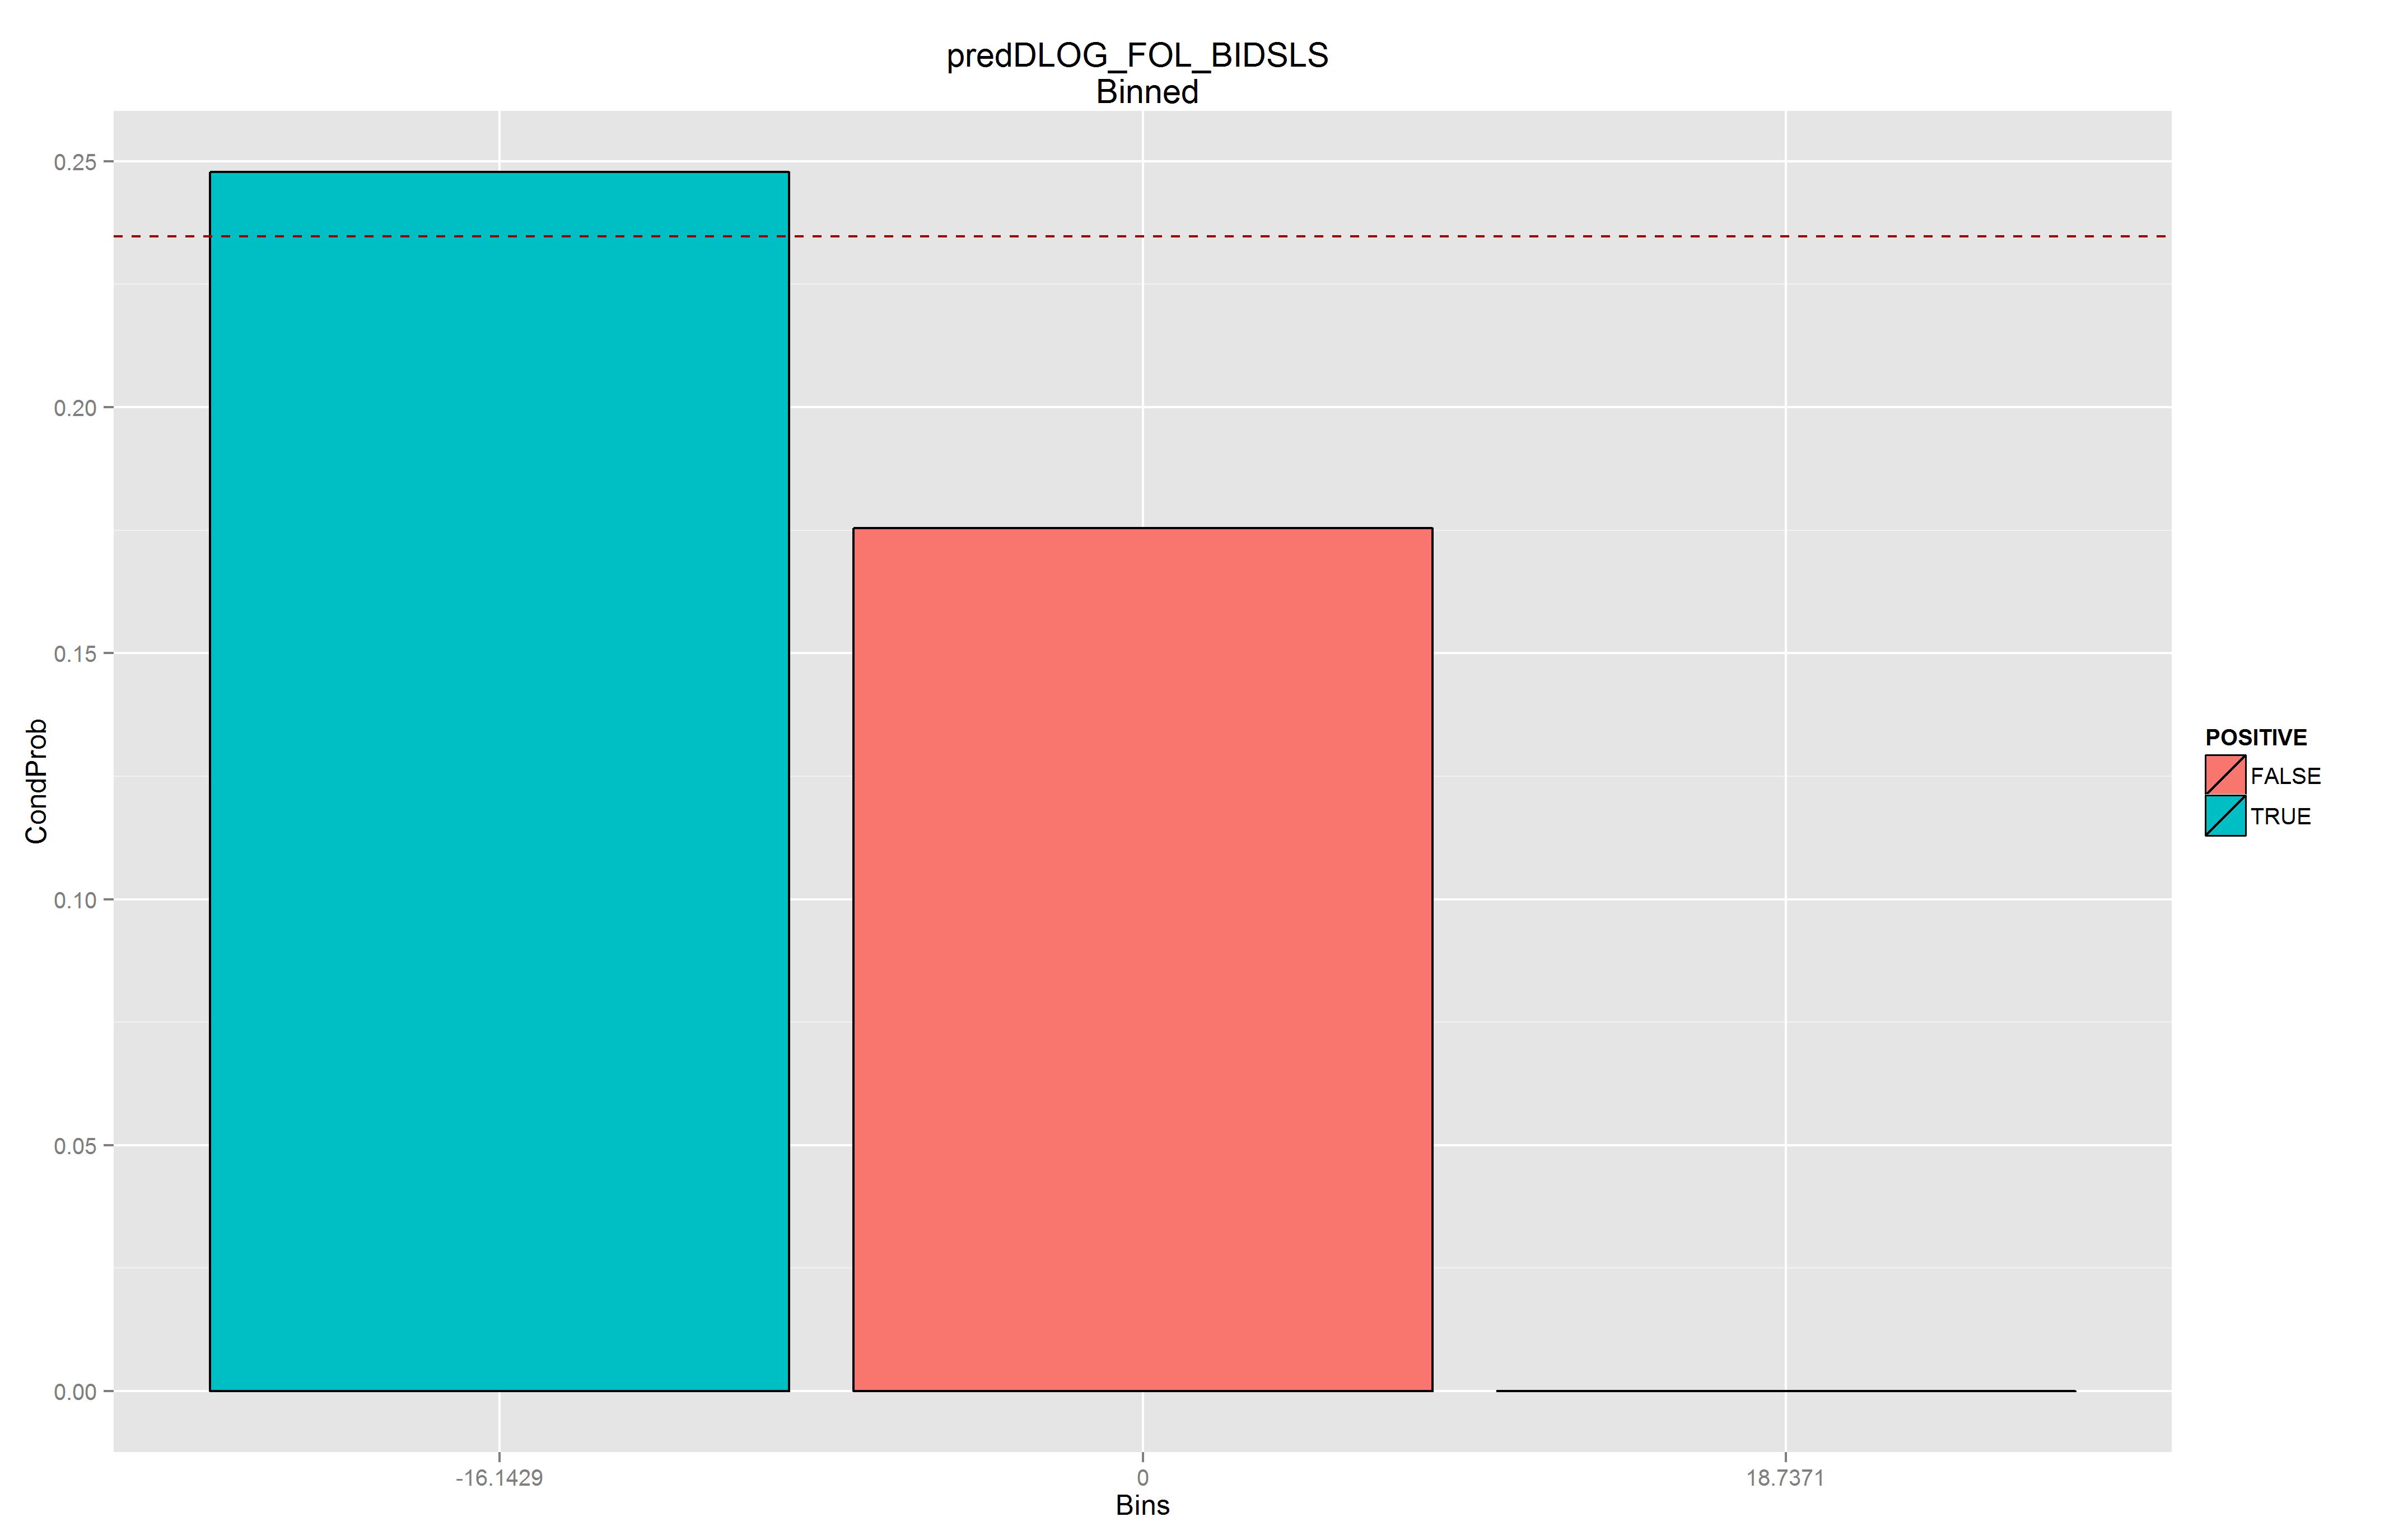 predDLOG_FOL_BIDSLS
Binned
0.25
0.20
0.15
0.10
0.05
0.00
CondProb
-16.1429
0
18.7371
Bins
POSITIVE
FALSE
TRUE